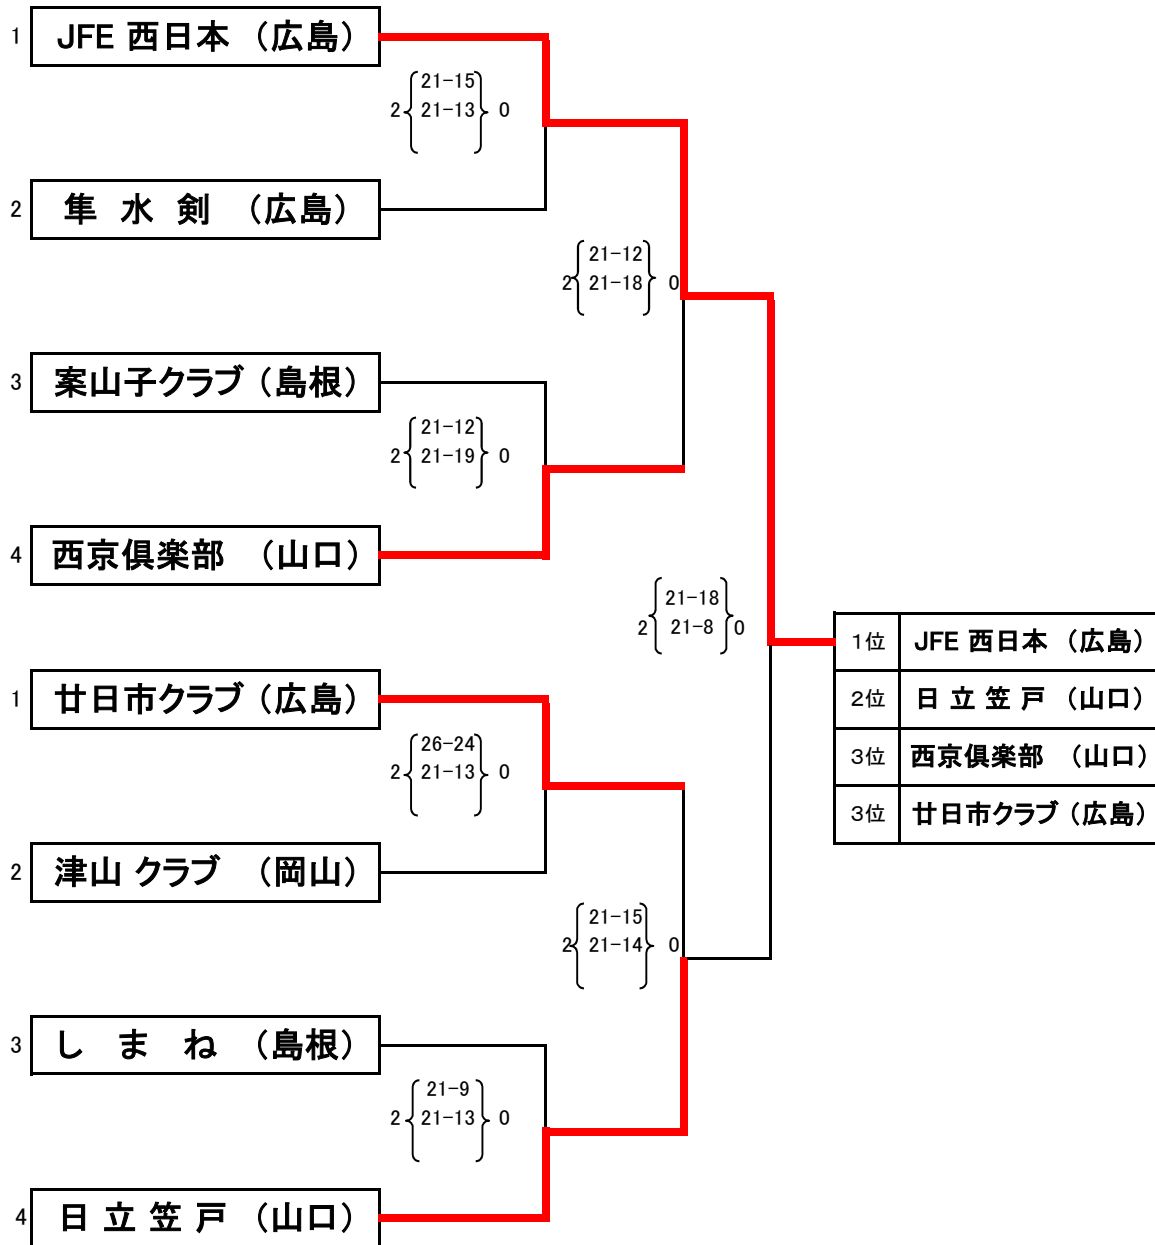 1 JFE 西日本 （広島）
21-15
2 21-13 0
2 隼 水 剣 （広島）
21-12
2 21-18 0
3 案山子クラブ（島根）
21-12
2 21-19 0
4 西京倶楽部 （山口）
21-18
2 21-8 0
1位 JFE 西日本 （広島）
2位 日 立 笠 戸 （山口）
3位 西京倶楽部 （山口）
3位 廿日市クラブ（広島）
1 廿日市クラブ（広島）
26-24
2 21-13 0
2 津山 クラブ （岡山）
21-15
2 21-14 0
3 し ま ね （島根）
21-9
2 21-13 0
4 日 立 笠 戸 （山口）